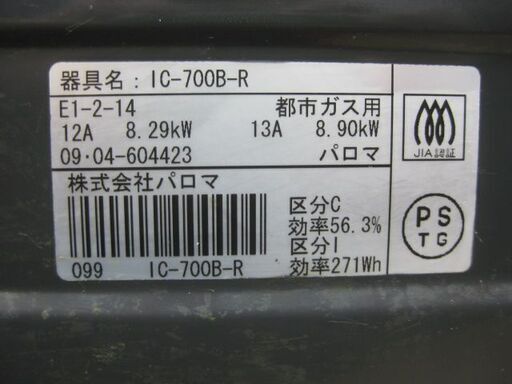 器具名：IC-700B-R
E1-2-14 都市ガス用
12A 8.29kW 13A 8.90kW
09・04-604423 パロマ
JIA認証
株式会社パロマ
区分C
効率56.3%
区分I
効率271Wh
099 IC-700B-R
PS
TG